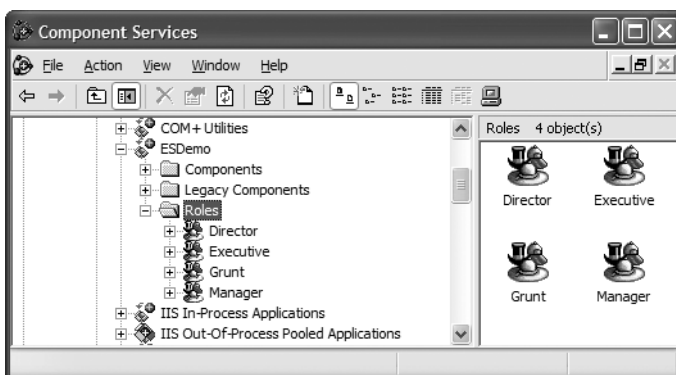 Component Services
File Action View Window Help
COM+ Utilities
ESDemo
Components
Legacy Components
Roles
Director
Executive
Grunt
Manager
IIS In-Process Applications
IIS Out-Of-Process Pooled Applications
Roles 4 object(s)
Director Executive
Grunt Manager